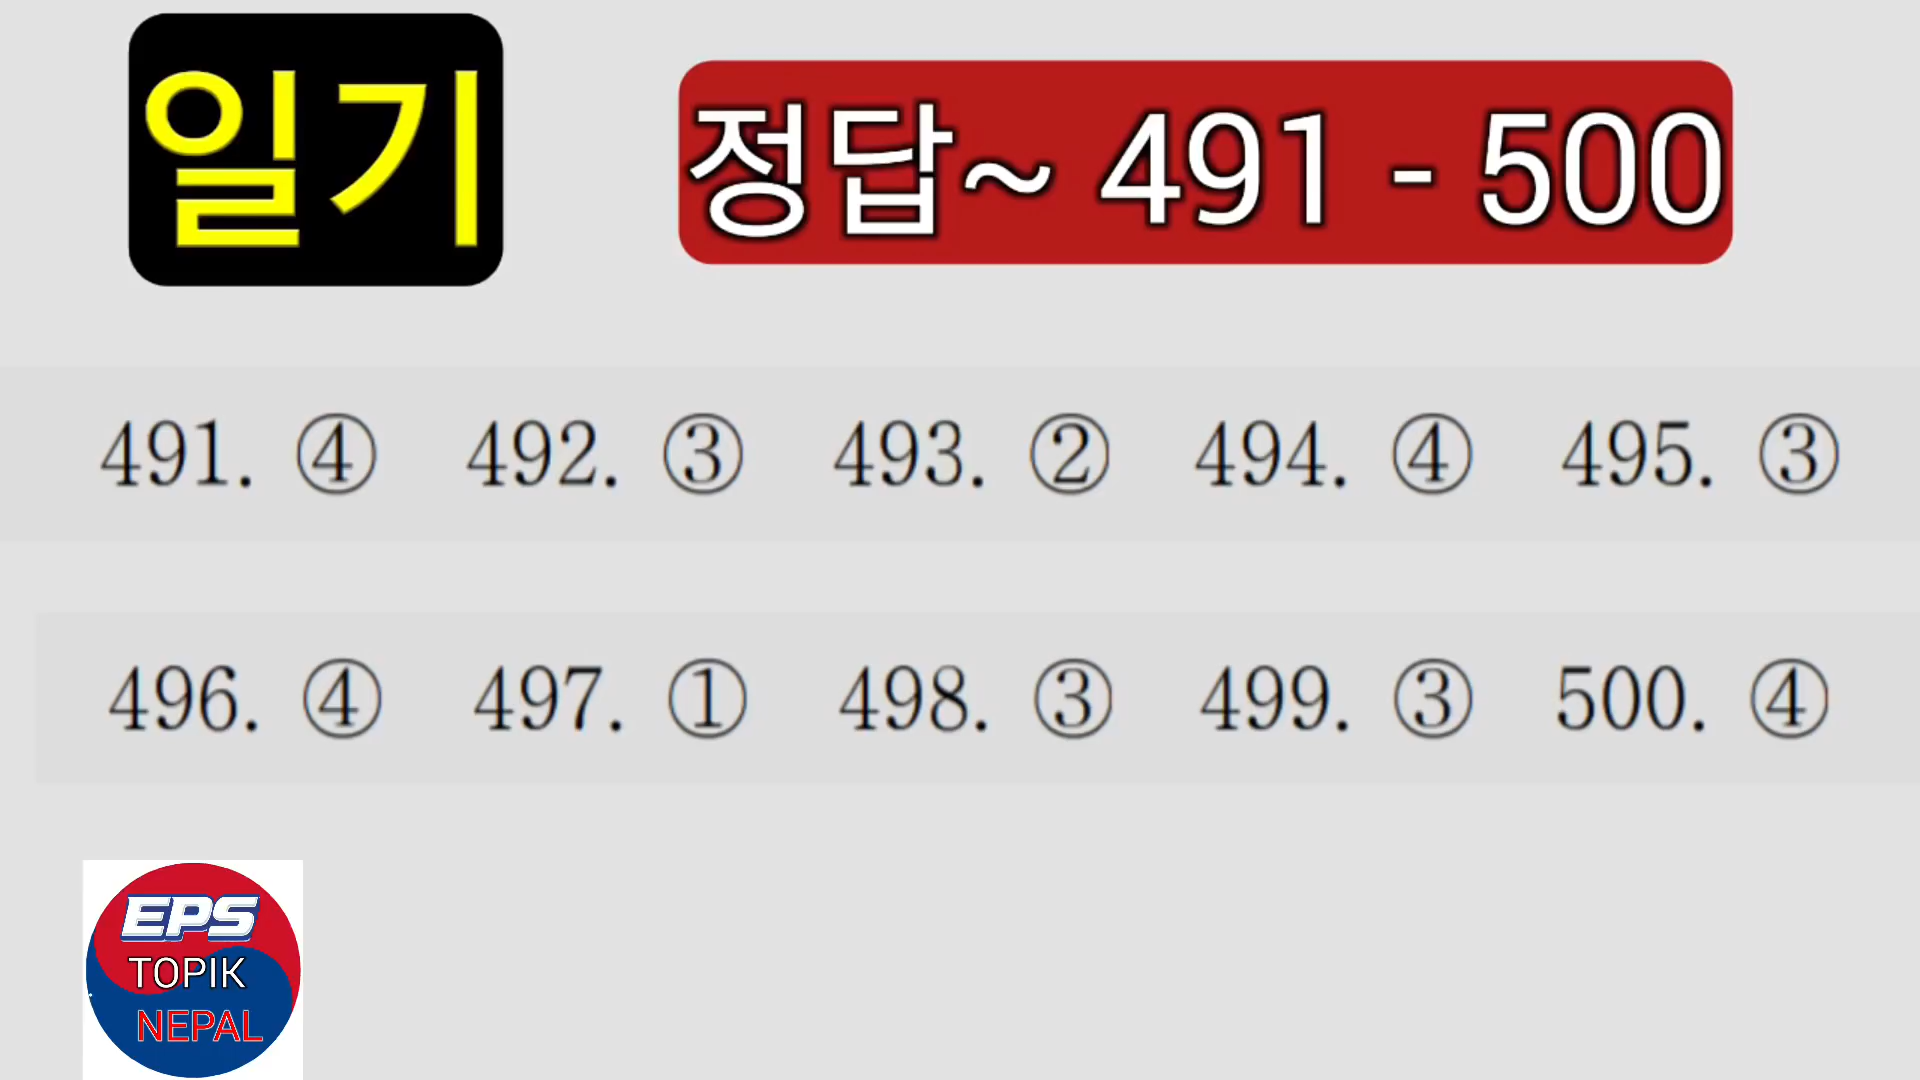 일기
정답~ 491 - 500
491. ④ 492. ③ 493. ② 494. ④ 495. ③
496. ④ 497. ① 498. ③ 499. ③ 500. ④
EPS
TOPIK
NEPAL